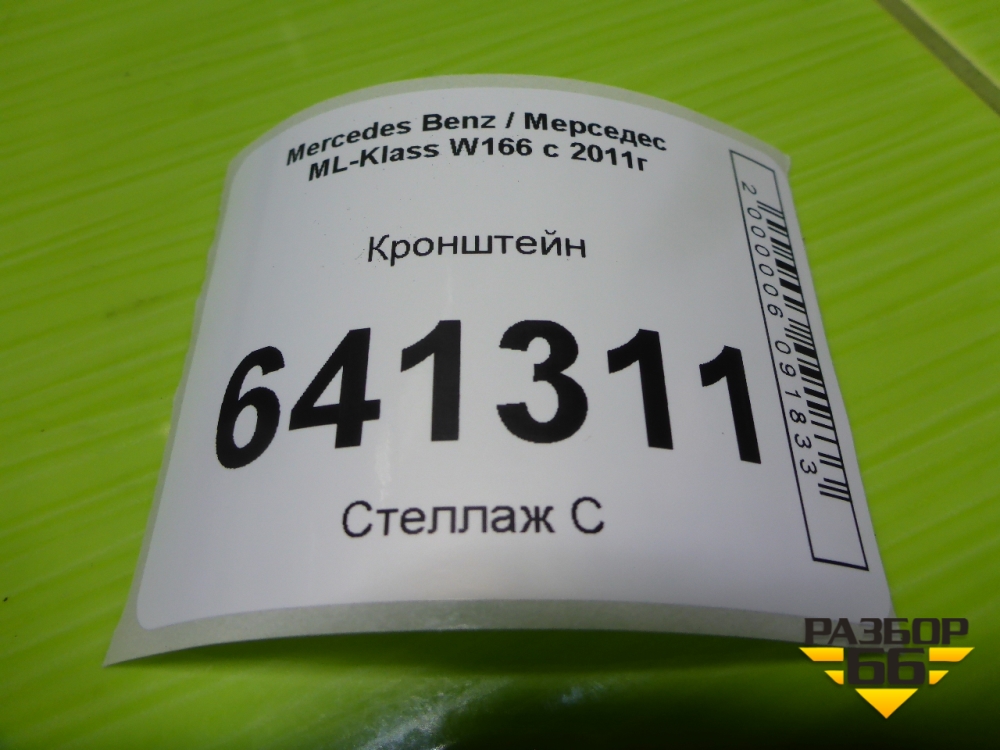 Mercedes Benz / Мерседес
ML-Klass W166 с 2011г
Кронштейн
641311
Стеллаж С
2000006091833
РАЗБОР
66